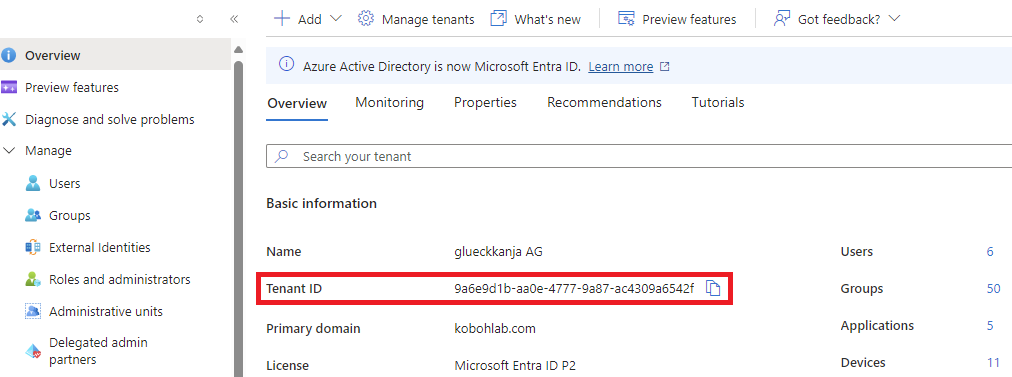 Add
Manage tenants
What's new
Preview features
Got feedback?
Overview
Preview features
Diagnose and solve problems
Manage
Users
Groups
External Identities
Roles and administrators
Administrative units
Delegated admin
partners
Azure Active Directory is now Microsoft Entra ID. Learn more
Overview Monitoring Properties Recommendations Tutorials
Search your tenant
Basic information
Name glueckkanja AG Users 6
Tenant ID 9a6e9d1b-aa0e-4777-9a87-ac4309a6542f Groups 50
Primary domain kobohlab.com Applications 5
License Microsoft Entra ID P2 Devices 11